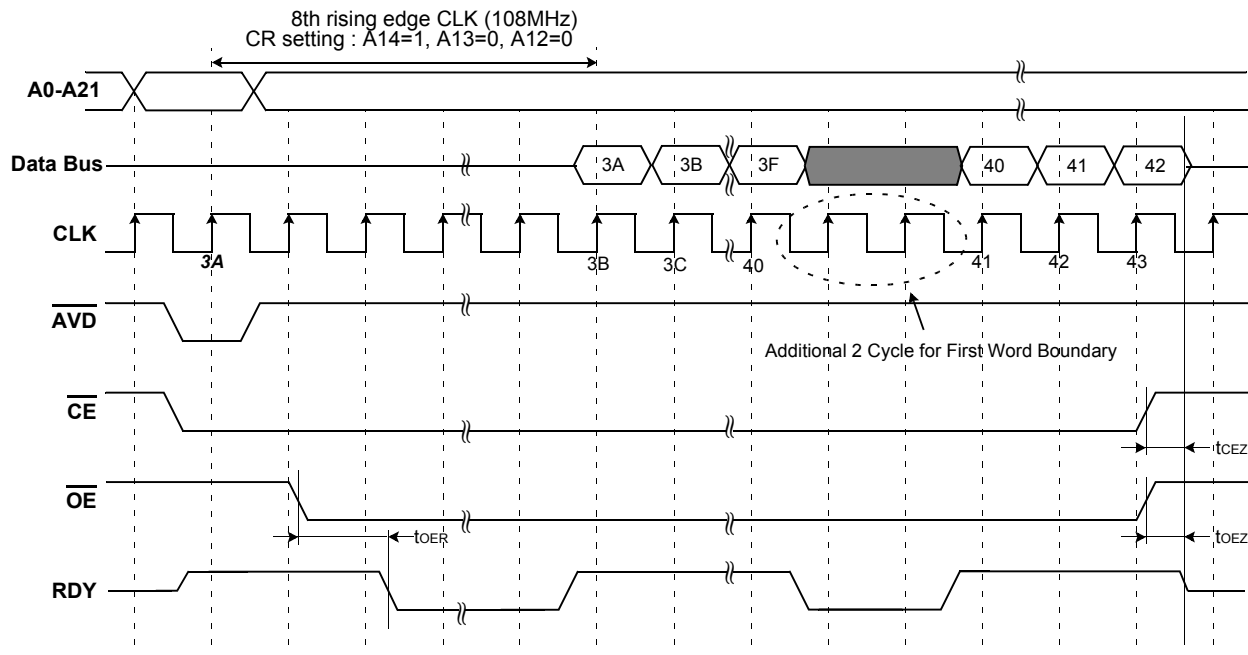 8th rising edge CLK (108MHz)
CR setting : A14=1, A13=0, A12=0
A0-A21
Data Bus
3A 3B 3F 40 41 42
CLK
3A 3B 3C 40 41 42 43
AVD
Additional 2 Cycle for First Word Boundary
CE
tCEZ
OE
tOER
tOEZ
RDY